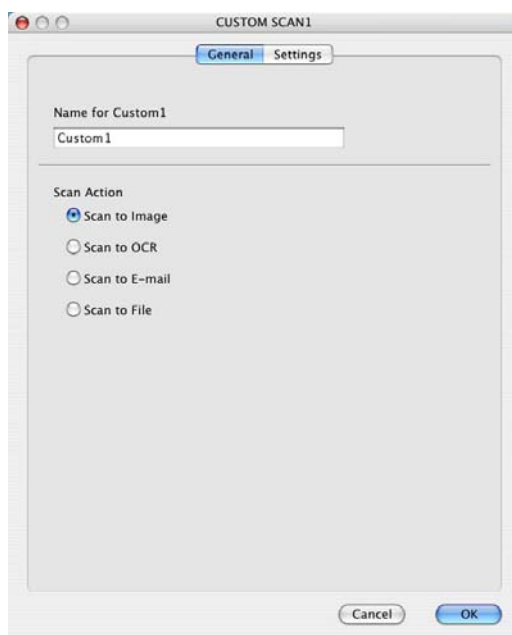 CUSTOM SCAN1
General Settings
Name for Custom1
Custom1
Scan Action
Scan to Image
Scan to OCR
Scan to E-mail
Scan to File
Cancel OK